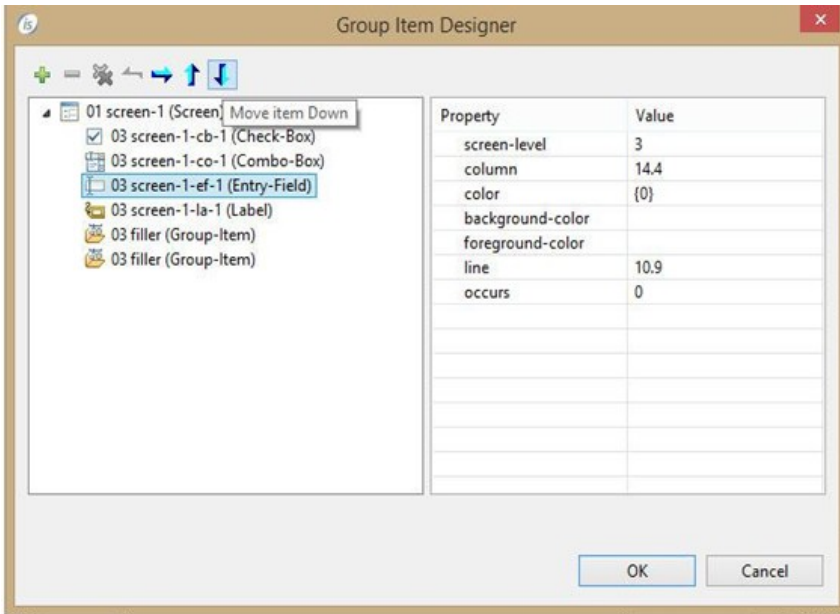 is
Group Item Designer
01 screen-1 (Screen)
Move item Down
03 screen-1-cb-1 (Check-Box)
03 screen-1-co-1 (Combo-Box)
03 screen-1-ef-1 (Entry-Field)
03 screen-1-la-1 (Label)
03 filler (Group-Item)
03 filler (Group-Item)
Property Value
screen-level 3
column 14.4
color {0}
background-color
foreground-color
line 10.9
occurs 0
OK Cancel